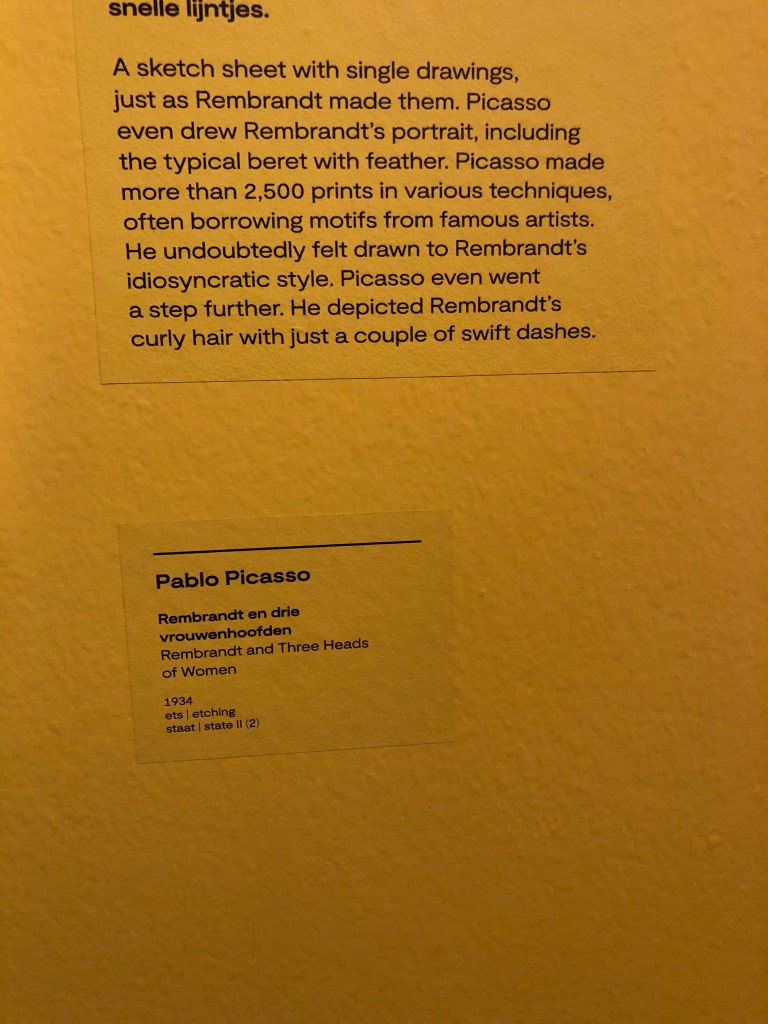 snelle lijntjes.
A sketch sheet with single drawings,
just as Rembrandt made them. Picasso
even drew Rembrandt's portrait, including
the typical beret with feather. Picasso made
more than 2,500 prints in various techniques,
often borrowing motifs from famous artists.
He undoubtedly felt drawn to Rembrandt's
idiosyncratic style. Picasso even went
a step further. He depicted Rembrandt's
curly hair with just a couple of swift dashes.
Pablo Picasso
Rembrandt en drie
vrouwenhoofden
Rembrandt and Three Heads
of Women
1934
ets | etching
staat | state II (2)